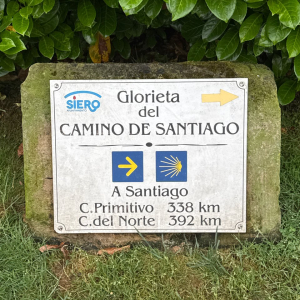 SIERO
Glorieta
del
CAMINO DE SANTIAGO
A Santiago
C.Primitivo 338 km
C.del Norte 392 km